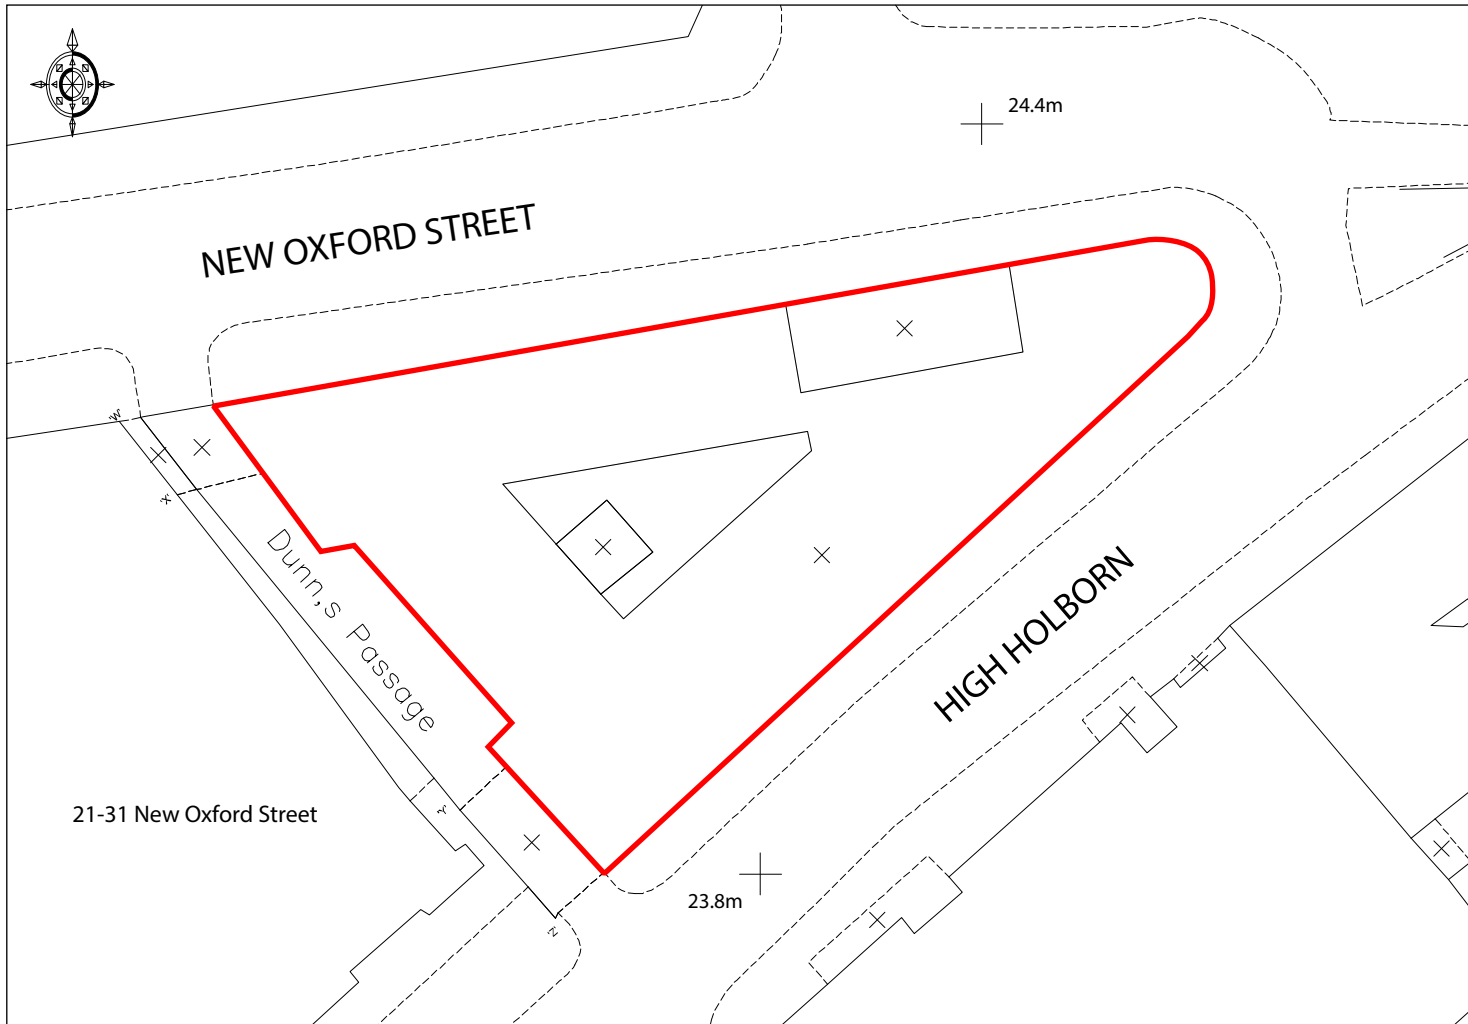 24.4m
NEW OXFORD STREET
'W'
'X'
Dunn,s Passage
HIGH HOLBORN
21-31 New Oxford Street
'Y'
23.8m
'Z'